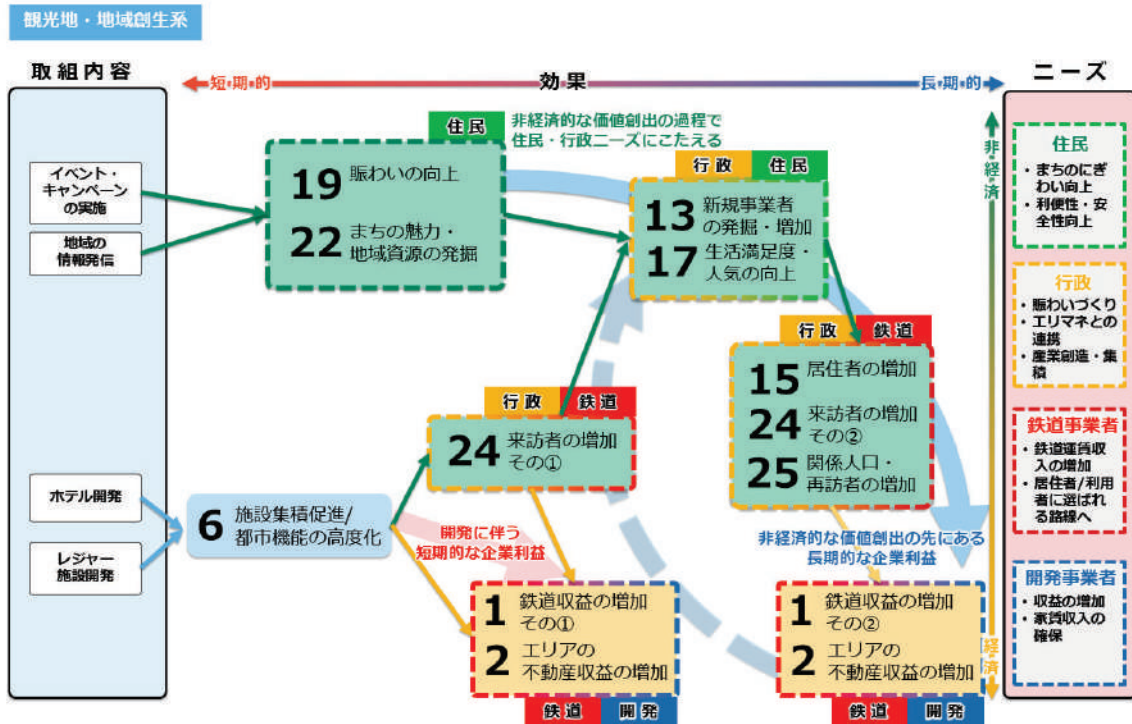 観光地・地域創生系
取組内容
短・期・的
効果
長・期・的
ニーズ
イベント・
キャンペーン
の実施
地域の
情報発信
ホテル開発
レジャー
施設開発
住民
非経済的な価値創出の過程で
住民・行政ニーズにこたえる
19 賑わいの向上
22 まちの魅力・
地域資源の発掘
行政 住民
13 新規事業者
の発掘・増加
17 生活満足度・
人気の向上
行政 鉄道
15 居住者の増加
24 来訪者の増加
その②
25 関係人口・
再訪者の増加
行政 鉄道
24 来訪者の増加
その①
6 施設集積促進/
都市機能の高度化
開発に伴う
短期的な企業利益
非経済的な価値創出の先にある
長期的な企業利益
1 鉄道収益の増加
その①
2 エリアの
不動産収益の増加
鉄道 開発
1 鉄道収益の増加
その②
2 エリアの
不動産収益の増加
鉄道 開発
非・経・済
経済
住民
・まちのにぎ
わい向上
・利便性・安
全性向上
行政
・賑わいづくり
・エリマネとの
連携
・産業創造・集
積
鉄道事業者
・鉄道運賃収
入の増加
・居住者/利用
者に選ばれ
る路線へ
開発事業者
・収益の増加
・家賃収入の
確保